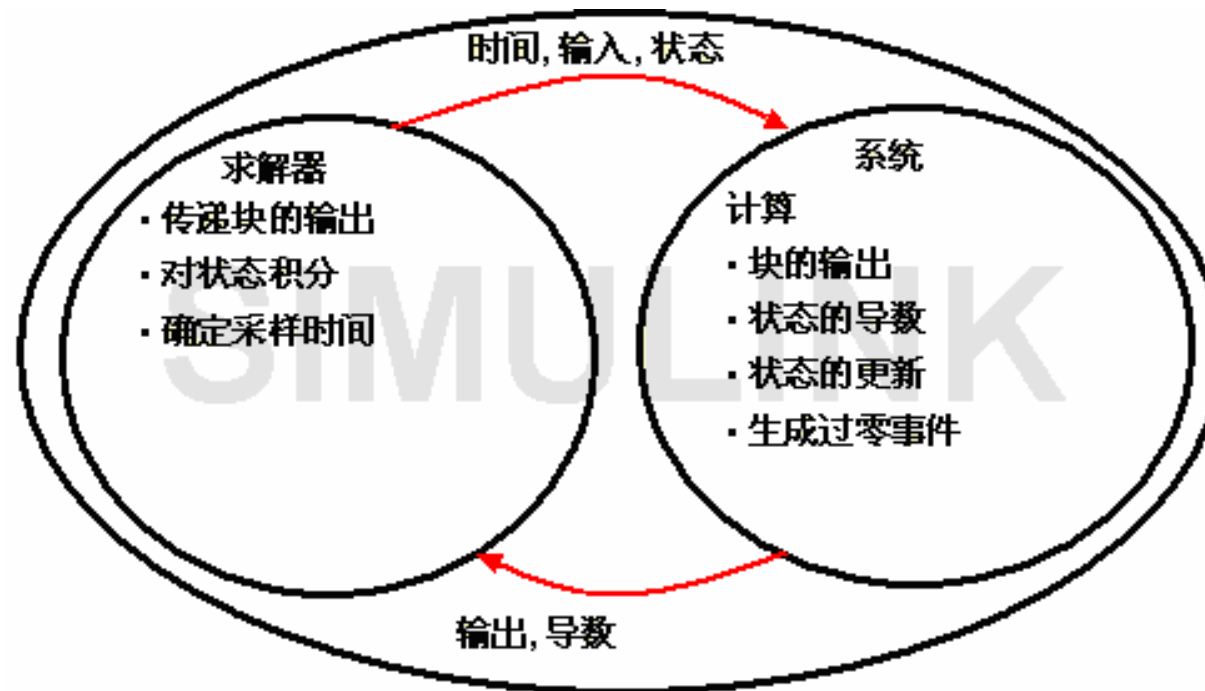 时间, 输入, 状态
求解器
· 传递块的输出
· 对状态积分
· 确定采样时间
系统
计算
· 块的输出
· 状态的导数
· 状态的更新
· 生成过零事件
SIMULINK
输出, 导数